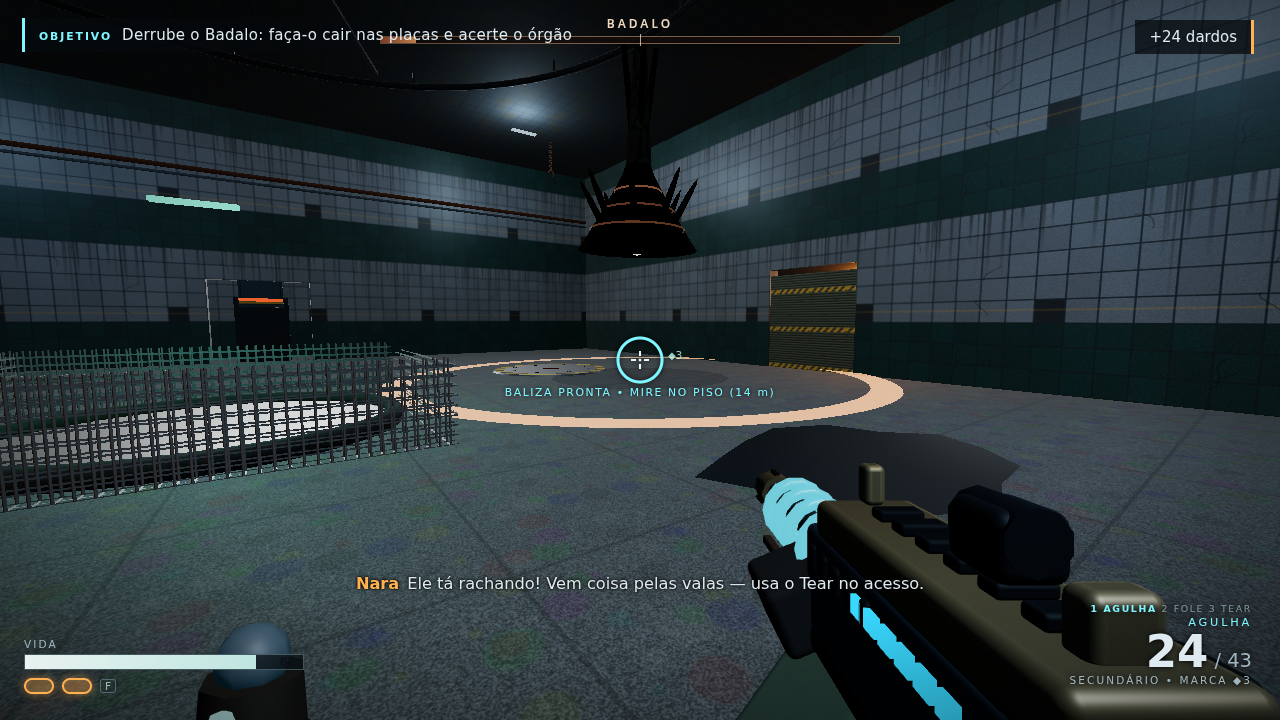 BADALO
OBJETIVO Derrube o Badalo: faça-o cair nas placas e acerte o órgão
+24 dardos
◆3
BALIZA PRONTA • MIRE NO PISO (14 m)
Nara Ele tá rachando! Vem coisa pelas valas — usa o Tear no acesso.
1 AGULHA 2 FOLE 3 TEAR
AGULHA
24 / 43
SECUNDÁRIO • MARCA ◆3
VIDA
F